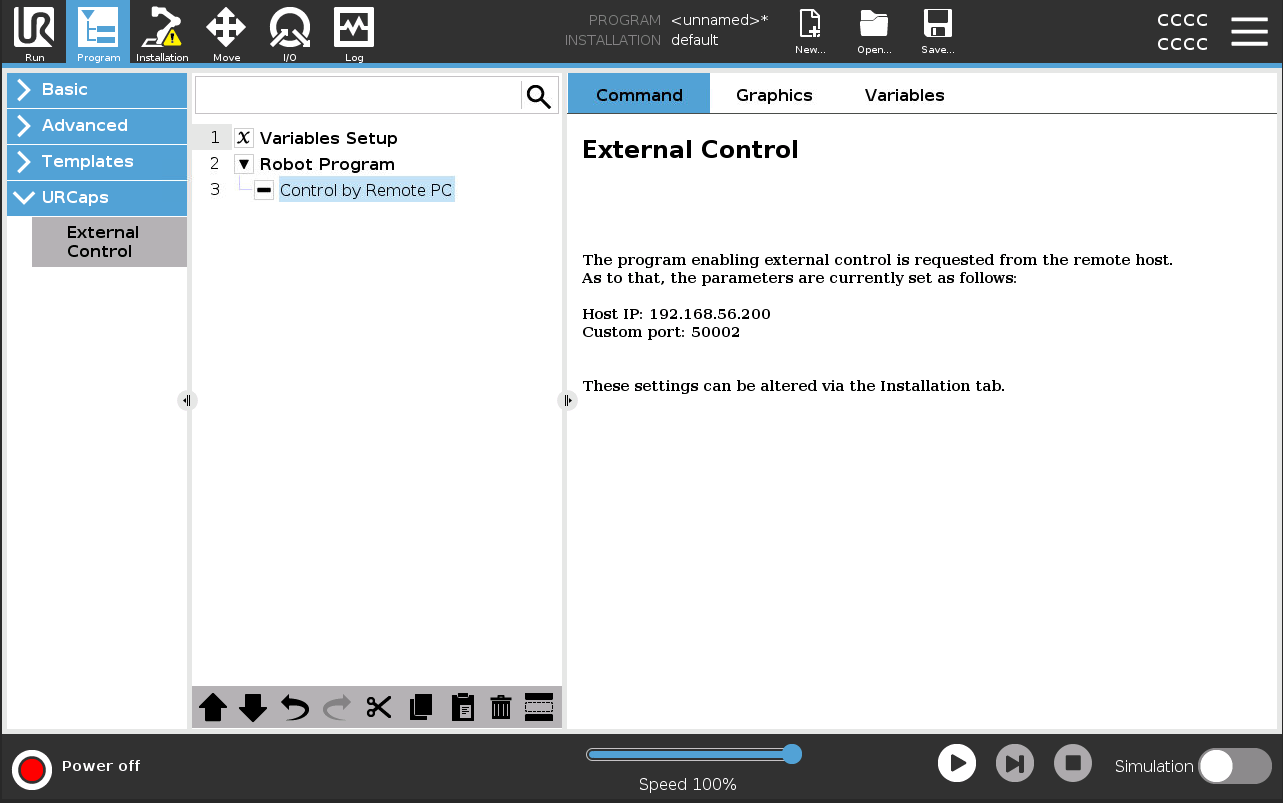 PROGRAM <unnamed>*
INSTALLATION default
CCCC
CCCC
Run Program Installation Move I/O Log New... Open... Save...
Basic
Advanced
Templates
URCaps
External
Control
1 x Variables Setup
2 Robot Program
3 Control by Remote PC
Command Graphics Variables
External Control
The program enabling external control is requested from the remote host.
As to that, the parameters are currently set as follows:
Host IP: 192.168.56.200
Custom port: 50002
These settings can be altered via the Installation tab.
Power off
Speed 100%
Simulation